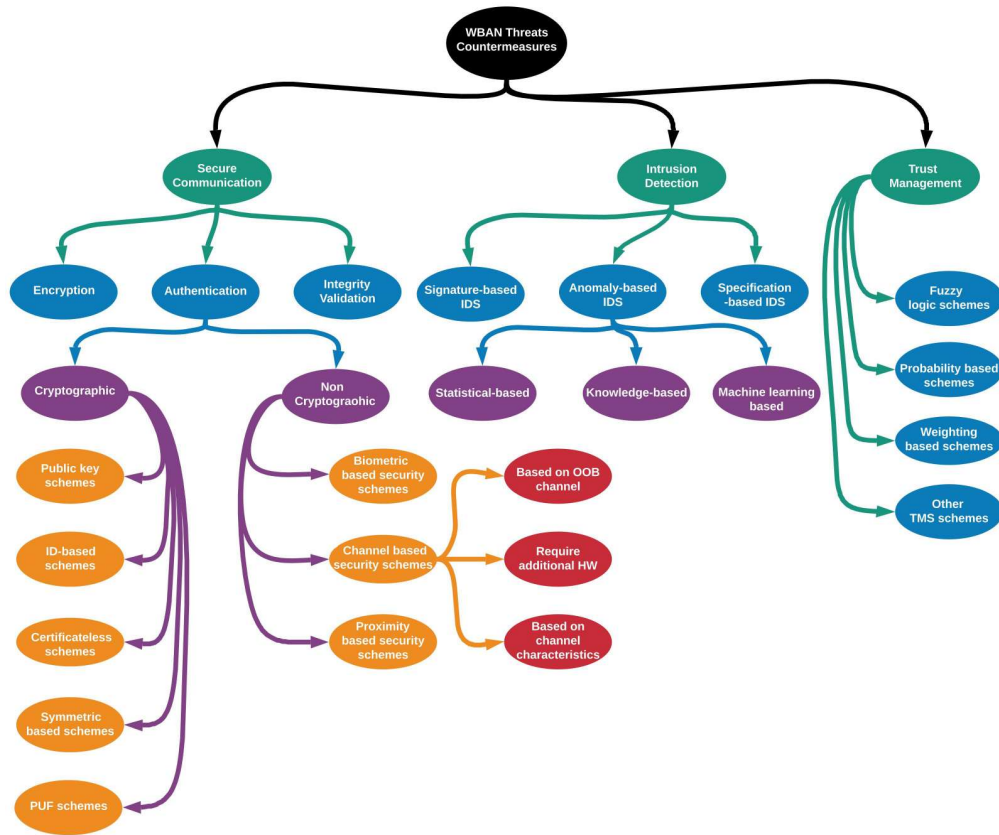 WBAN Threats
Countermeasures
Secure
Communication
Intrusion
Detection
Trust
Management
Encryption
Authentication
Integrity
Validation
Signature-based
IDS
Anomaly-based
IDS
Specification
-based IDS
Fuzzy
logic schemes
Probability based
schemes
Weighting
based schemes
Other
TMS schemes
Cryptographic
Non
Cryptograohic
Statistical-based
Knowledge-based
Machine learning
based
Public key
schemes
ID-based
schemes
Certificateless
schemes
Symmetric
based schemes
PUF schemes
Biometric
based security
schemes
Channel based
security schemes
Proximity
based security
schemes
Based on OOB
channel
Require
additional HW
Based on
channel
characteristics